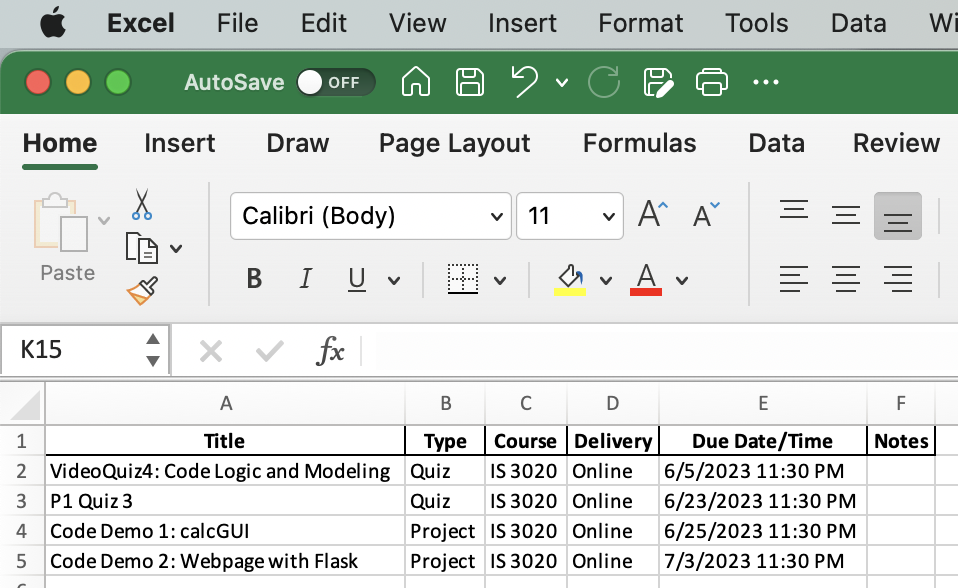 Excel File Edit View Insert Format Tools Data
AutoSave OFF
Home Insert Draw Page Layout Formulas Data Review
Calibri (Body) 11 A A
Paste
B I U A
K15 fx
A B C D E F
1 Title Type Course Delivery Due Date/Time Notes
2 VideoQuiz4: Code Logic and Modeling Quiz IS 3020 Online 6/5/2023 11:30 PM
3 P1 Quiz 3 Quiz IS 3020 Online 6/23/2023 11:30 PM
4 Code Demo 1: calcGUI Project IS 3020 Online 6/25/2023 11:30 PM
5 Code Demo 2: Webpage with Flask Project IS 3020 Online 7/3/2023 11:30 PM